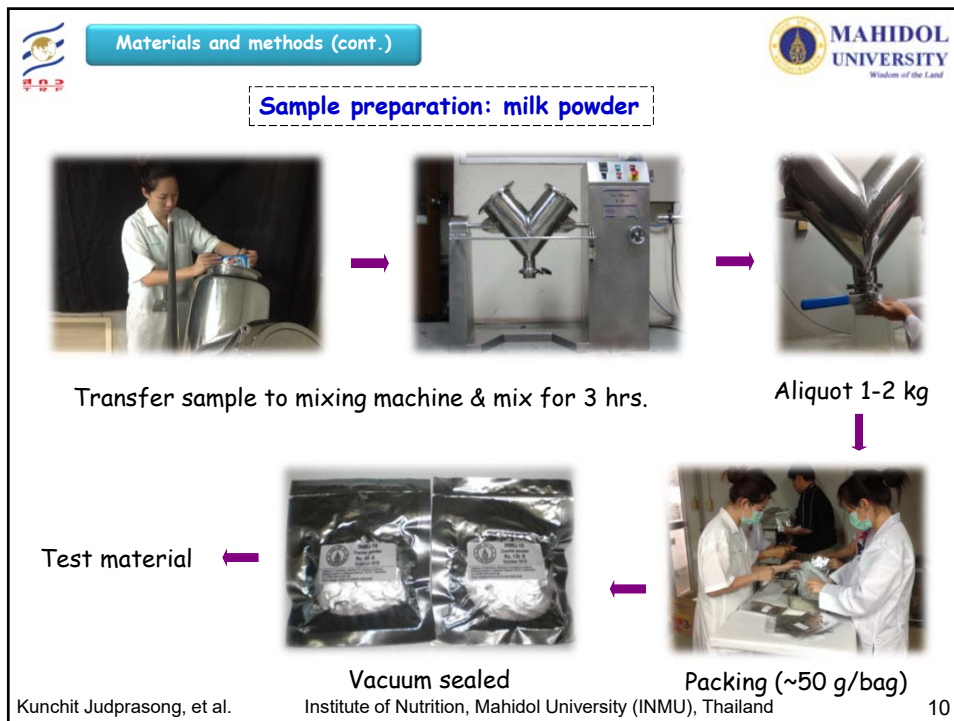 Materials and methods (cont.)
MAHIDOL
UNIVERSITY
Wisdom of the Land
Sample preparation: milk powder
Transfer sample to mixing machine & mix for 3 hrs.
Aliquot 1-2 kg
Test material
Vacuum sealed
Packing (~50 g/bag)
Kunchit Judprasong, et al.
Institute of Nutrition, Mahidol University (INMU), Thailand
10